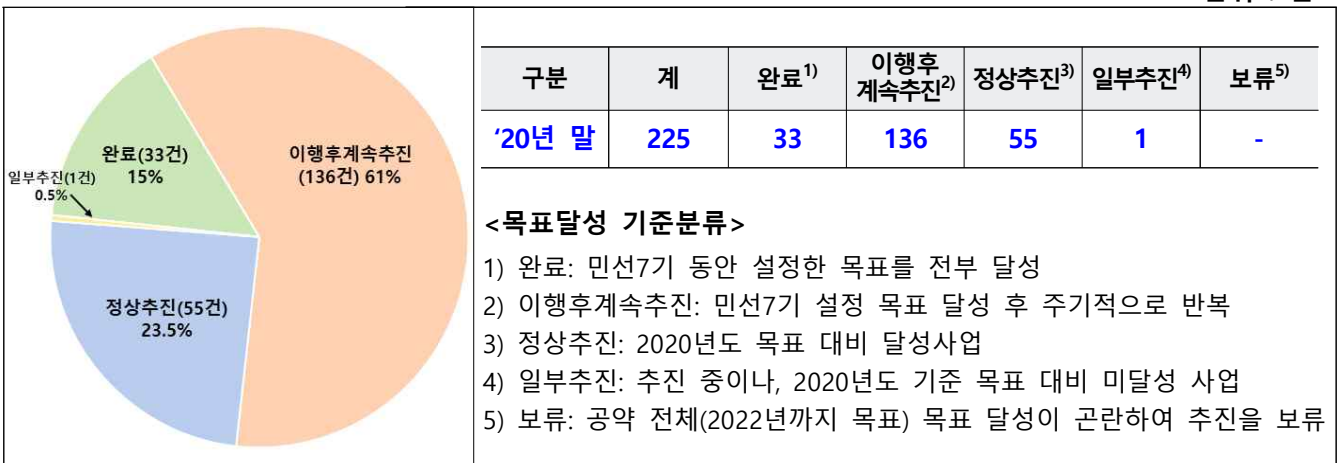 완료(33건)
15%
이행후계속추진
(136건) 61%
일부추진(1건)
0.5%
정상추진(55건)
23.5%
구분 계 완료1) 이행후 계속추진2) 정상추진3) 일부추진4) 보류5)
‘20년 말 225 33 136 55 1 -
<목표달성 기준분류>
1) 완료: 민선7기 동안 설정한 목표를 전부 달성
2) 이행후계속추진: 민선7기 설정 목표 달성 후 주기적으로 반복
3) 정상추진: 2020년도 목표 대비 달성사업
4) 일부추진: 추진 중이나, 2020년도 기준 목표 대비 미달성 사업
5) 보류: 공약 전체(2022년까지 목표) 목표 달성이 곤란하여 추진을 보류